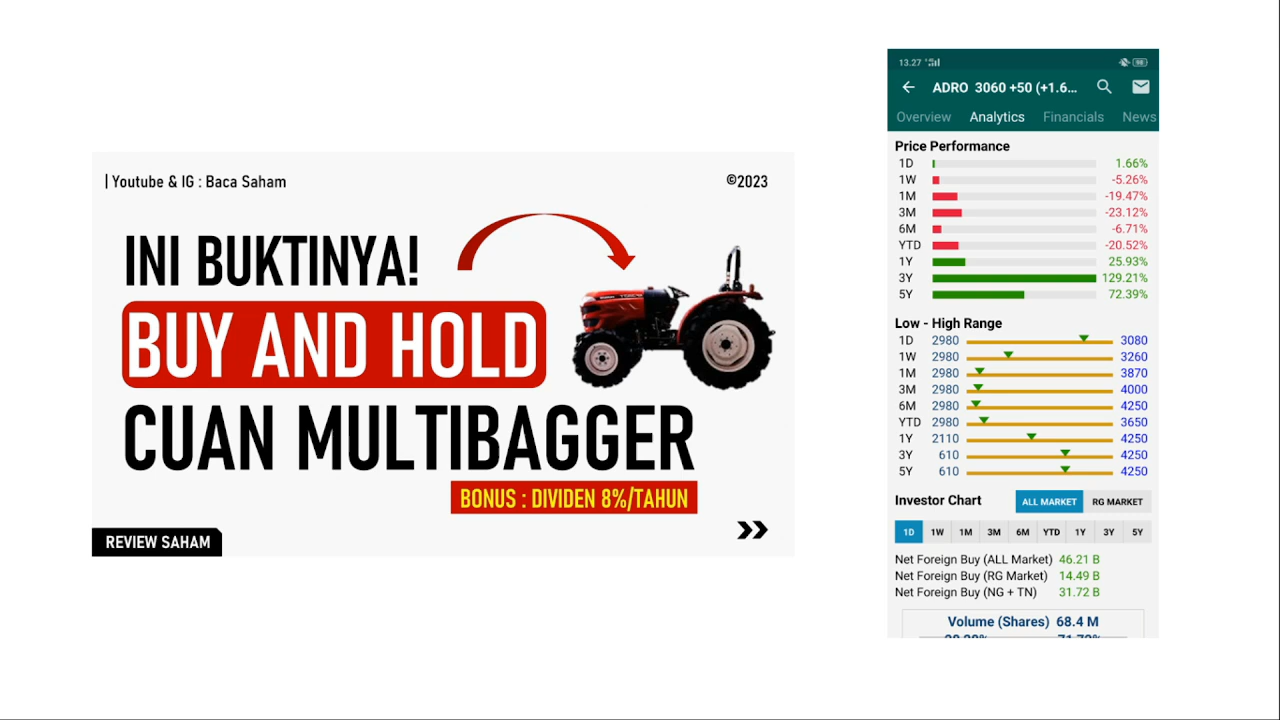 | Youtube & IG : Baca Saham
©2023
INI BUKTINYA!
BUY AND HOLD
CUAN MULTIBAGGER
BONUS : DIVIDEN 8%/TAHUN
REVIEW SAHAM
13.27
98
ADRO 3060 +50 (+1.6...
Overview Analytics Financials News
Price Performance
1D 1.66%
1W -5.26%
1M -19.47%
3M -23.12%
6M -6.71%
YTD -20.52%
1Y 25.93%
3Y 129.21%
5Y 72.39%
Low - High Range
1D 2980 3080
1W 2980 3260
1M 2980 3870
3M 2980 4000
6M 2980 4250
YTD 2980 3650
1Y 2110 4250
3Y 610 4250
5Y 610 4250
Investor Chart ALL MARKET RG MARKET
1D 1W 1M 3M 6M YTD 1Y 3Y 5Y
Net Foreign Buy (ALL Market) 46.21 B
Net Foreign Buy (RG Market) 14.49 B
Net Foreign Buy (NG + TN) 31.72 B
Volume (Shares) 68.4 M